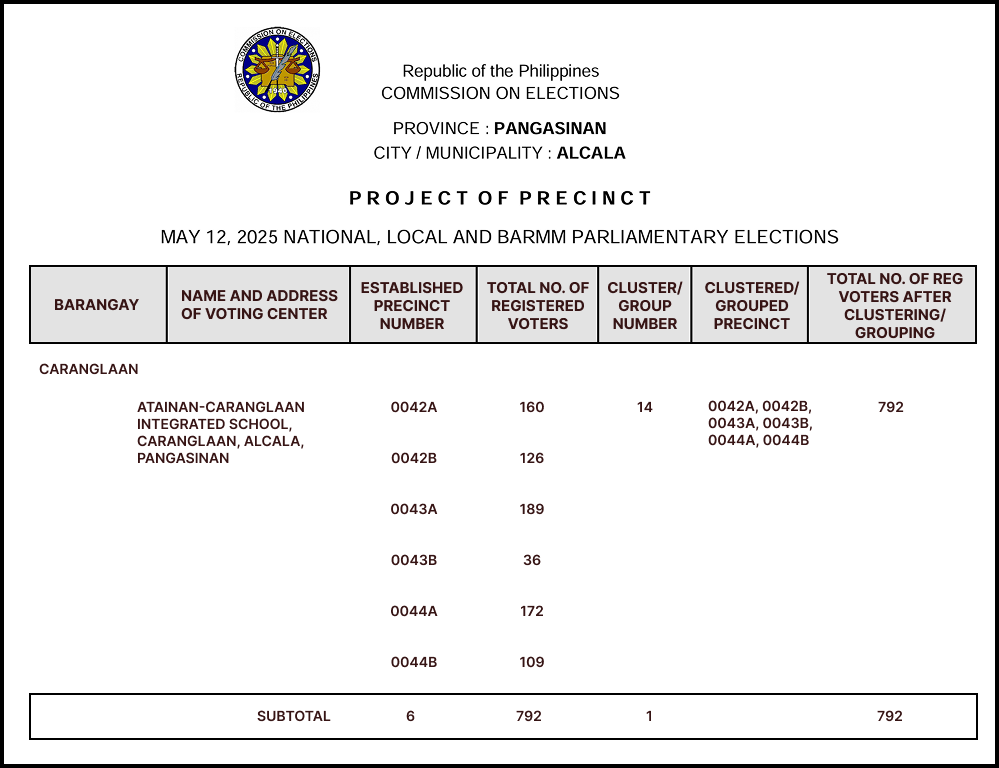 COMMISSION ON ELECTIONS
REPUBLIC OF THE PHILIPPINES
1940
Republic of the Philippines
COMMISSION ON ELECTIONS
PROVINCE : PANGASINAN
CITY / MUNICIPALITY : ALCALA
PROJECT OF PRECINCT
MAY 12, 2025 NATIONAL, LOCAL AND BARMM PARLIAMENTARY ELECTIONS
BARANGAY
NAME AND ADDRESS
OF VOTING CENTER
ESTABLISHED
PRECINCT
NUMBER
TOTAL NO. OF
REGISTERED
VOTERS
CLUSTER/
GROUP
NUMBER
CLUSTERED/
GROUPED
PRECINCT
TOTAL NO. OF REG
VOTERS AFTER
CLUSTERING/
GROUPING
CARANGLAAN
ATAINAN-CARANGLAAN
INTEGRATED SCHOOL,
CARANGLAAN, ALCALA,
PANGASINAN
0042A 160 14
0042A, 0042B,
0043A, 0043B,
0044A, 0044B
792
0042B 126
0043A 189
0043B 36
0044A 172
0044B 109
SUBTOTAL 6 792 1 792